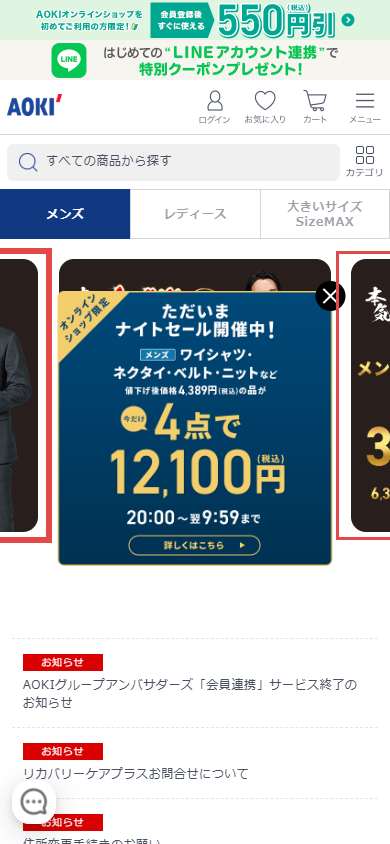 AOKIオンラインショップを
初めてご利用の方限定!
会員登録後
すぐに使える
550円引
(税込)
LINE
はじめての"LINEアカウント連携"で
特別クーポンプレゼント!
AOKI
ログイン
お気に入り
カート
メニュー
すべての商品から探す
カテゴリ
メンズ
レディース
大きいサイズ
SizeMAX
オンライン
ショップ限定
ただいま
ナイトセール開催中!
メンズ ワイシャツ・
ネクタイ・ベルト・ニットなど
値下げ後価格4,389円(税込)の品が
今だけ
4点で
12,100円
(税込)
20:00〜翌9:59まで
詳しくはこちら
お知らせ
AOKIグループアンバサダーズ「会員連携」サービス終了の
お知らせ
お知らせ
リカバリーケアプラスお問合せについて
お知らせ
住所変更手続きのお願い